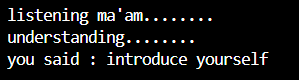 listening ma'am........
understanding........
you said : introduce yourself